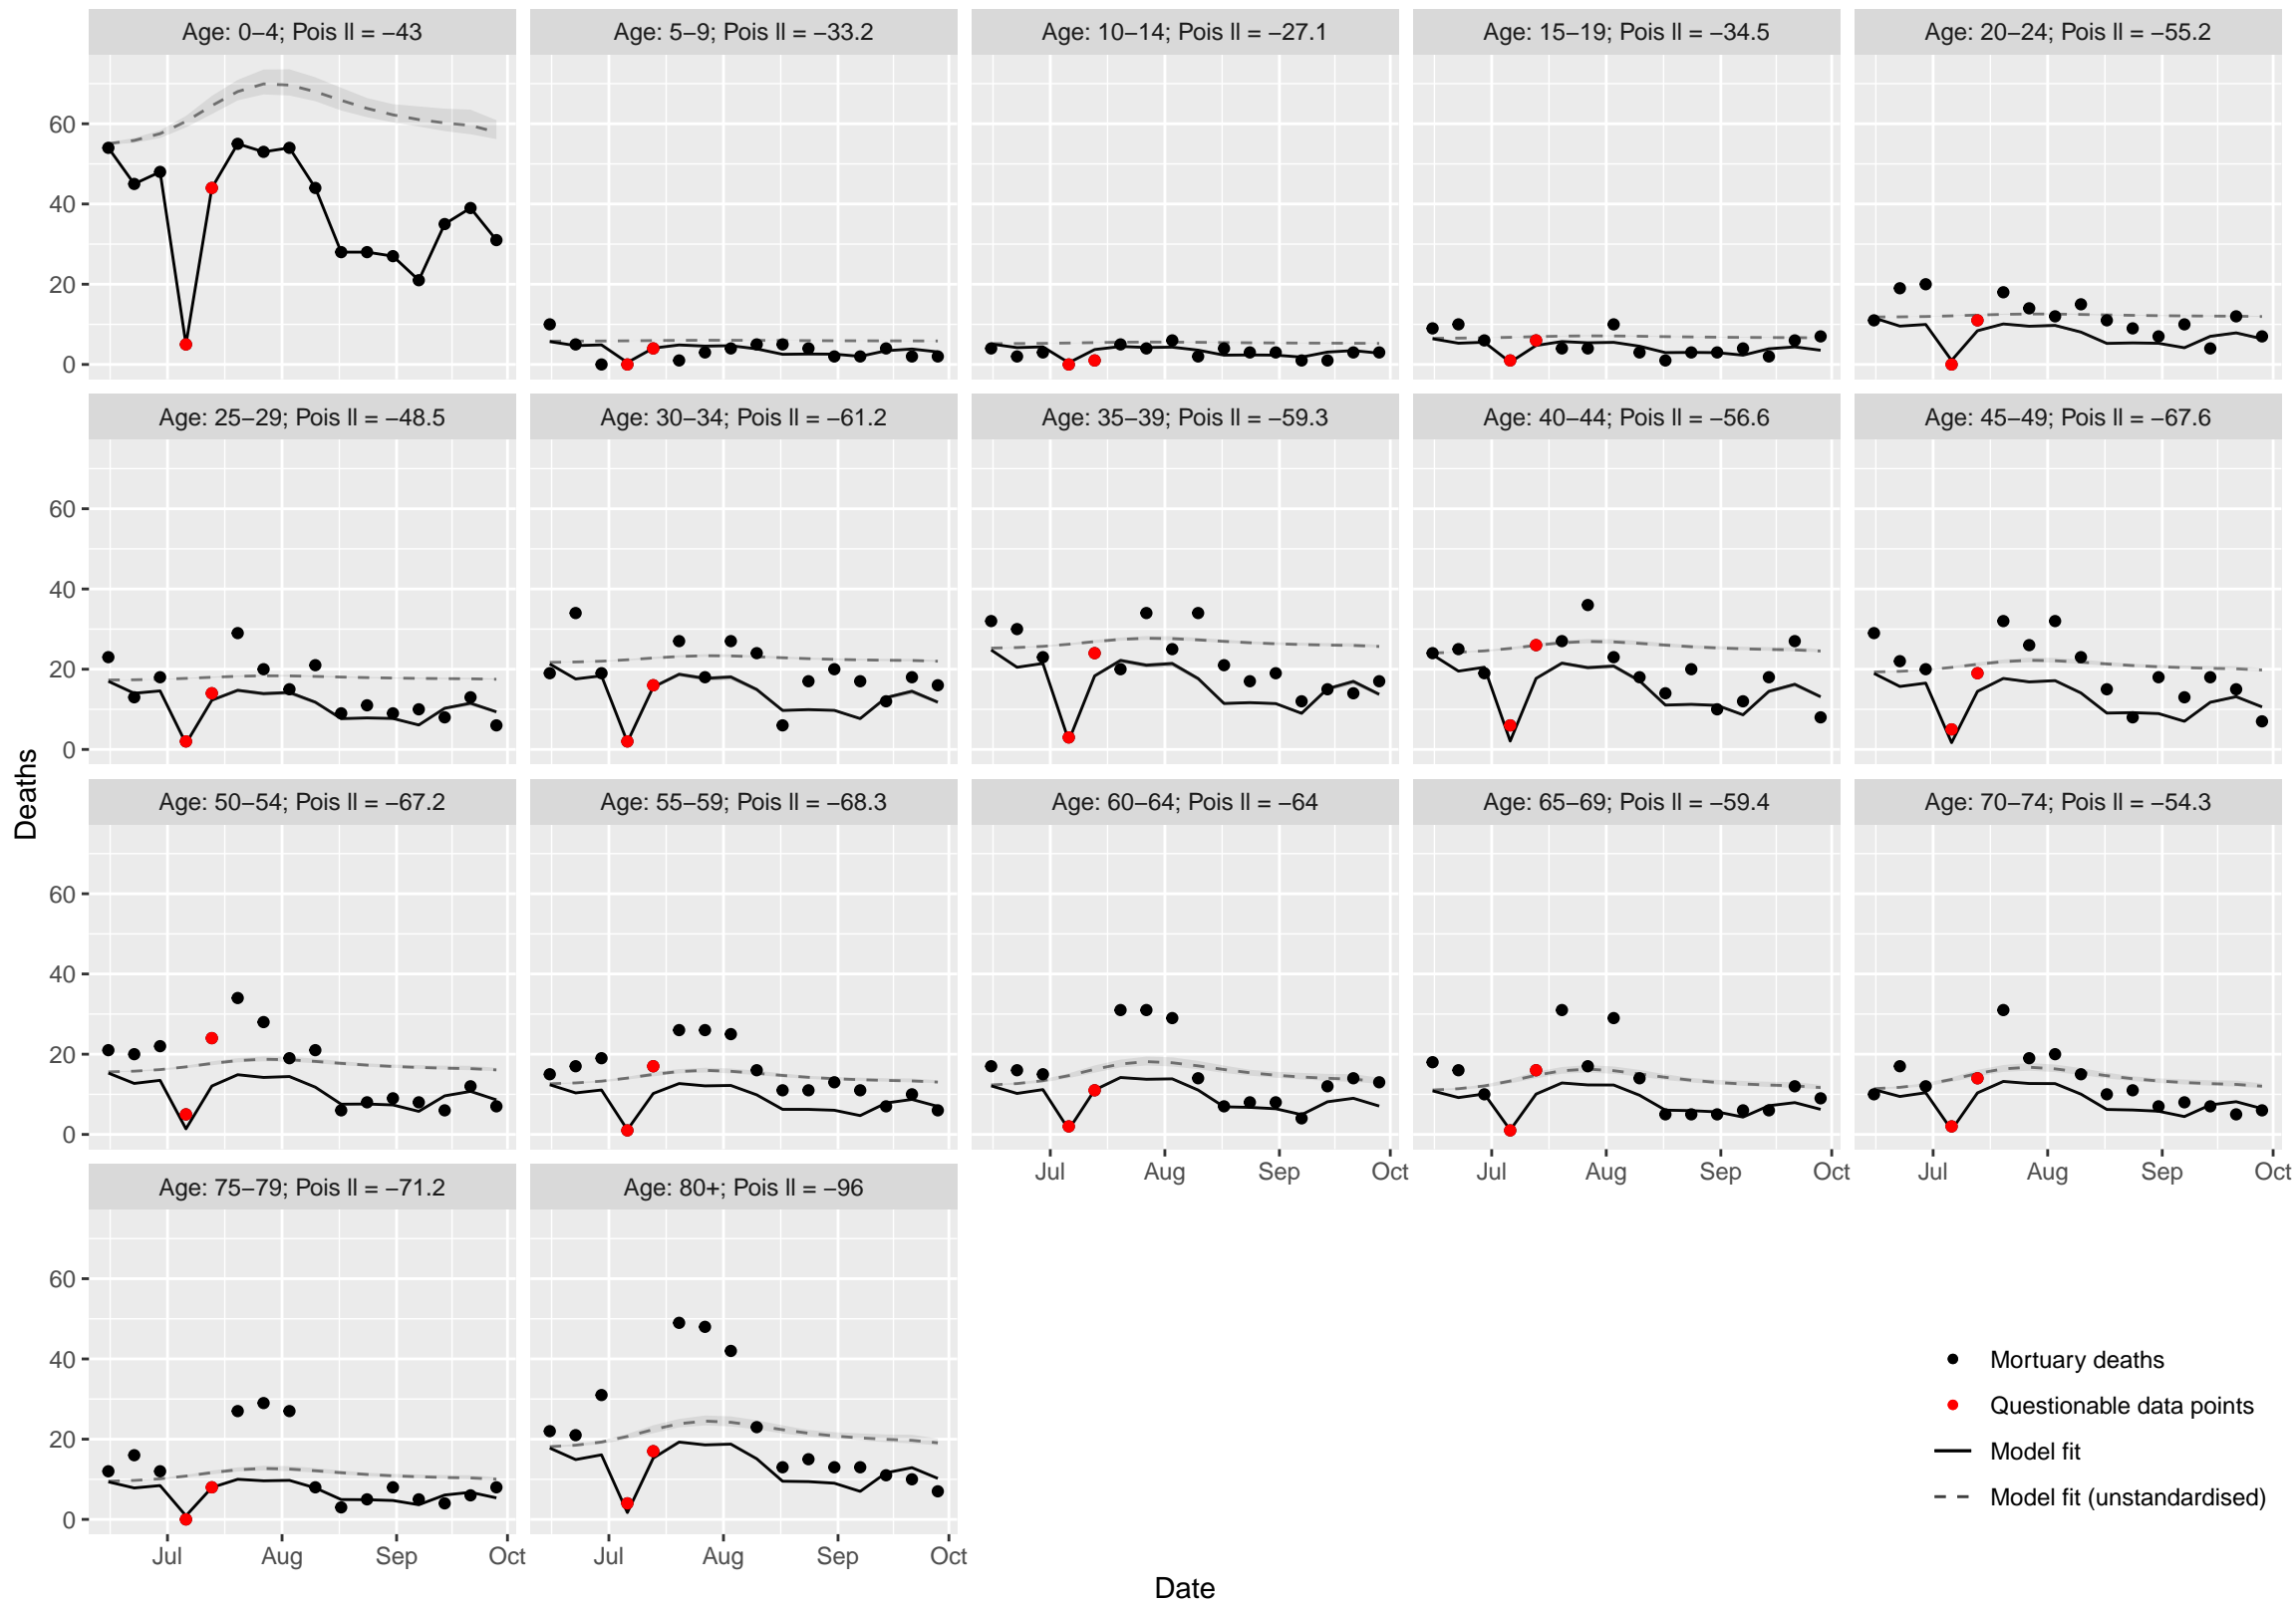 Age: 0−4; Pois ll = −43
Age: 5−9; Pois ll = −33.2
Age: 10−14; Pois ll = −27.1
Age: 15−19; Pois ll = −34.5
Age: 20−24; Pois ll = −55.2
60
40
20
0
Age: 25−29; Pois ll = −48.5
Age: 30−34; Pois ll = −61.2
Age: 35−39; Pois ll = −59.3
Age: 40−44; Pois ll = −56.6
Age: 45−49; Pois ll = −67.6
60
40
20
0
Deaths
Age: 50−54; Pois ll = −67.2
Age: 55−59; Pois ll = −68.3
Age: 60−64; Pois ll = −64
Age: 65−69; Pois ll = −59.4
Age: 70−74; Pois ll = −54.3
60
40
20
0
Jul Aug Sep Oct
Jul Aug Sep Oct
Jul Aug Sep Oct
Age: 75−79; Pois ll = −71.2
Age: 80+; Pois ll = −96
60
40
20
0
Jul Aug Sep Oct
Jul Aug Sep Oct
Mortuary deaths
Questionable data points
Model fit
Model fit (unstandardised)
Date